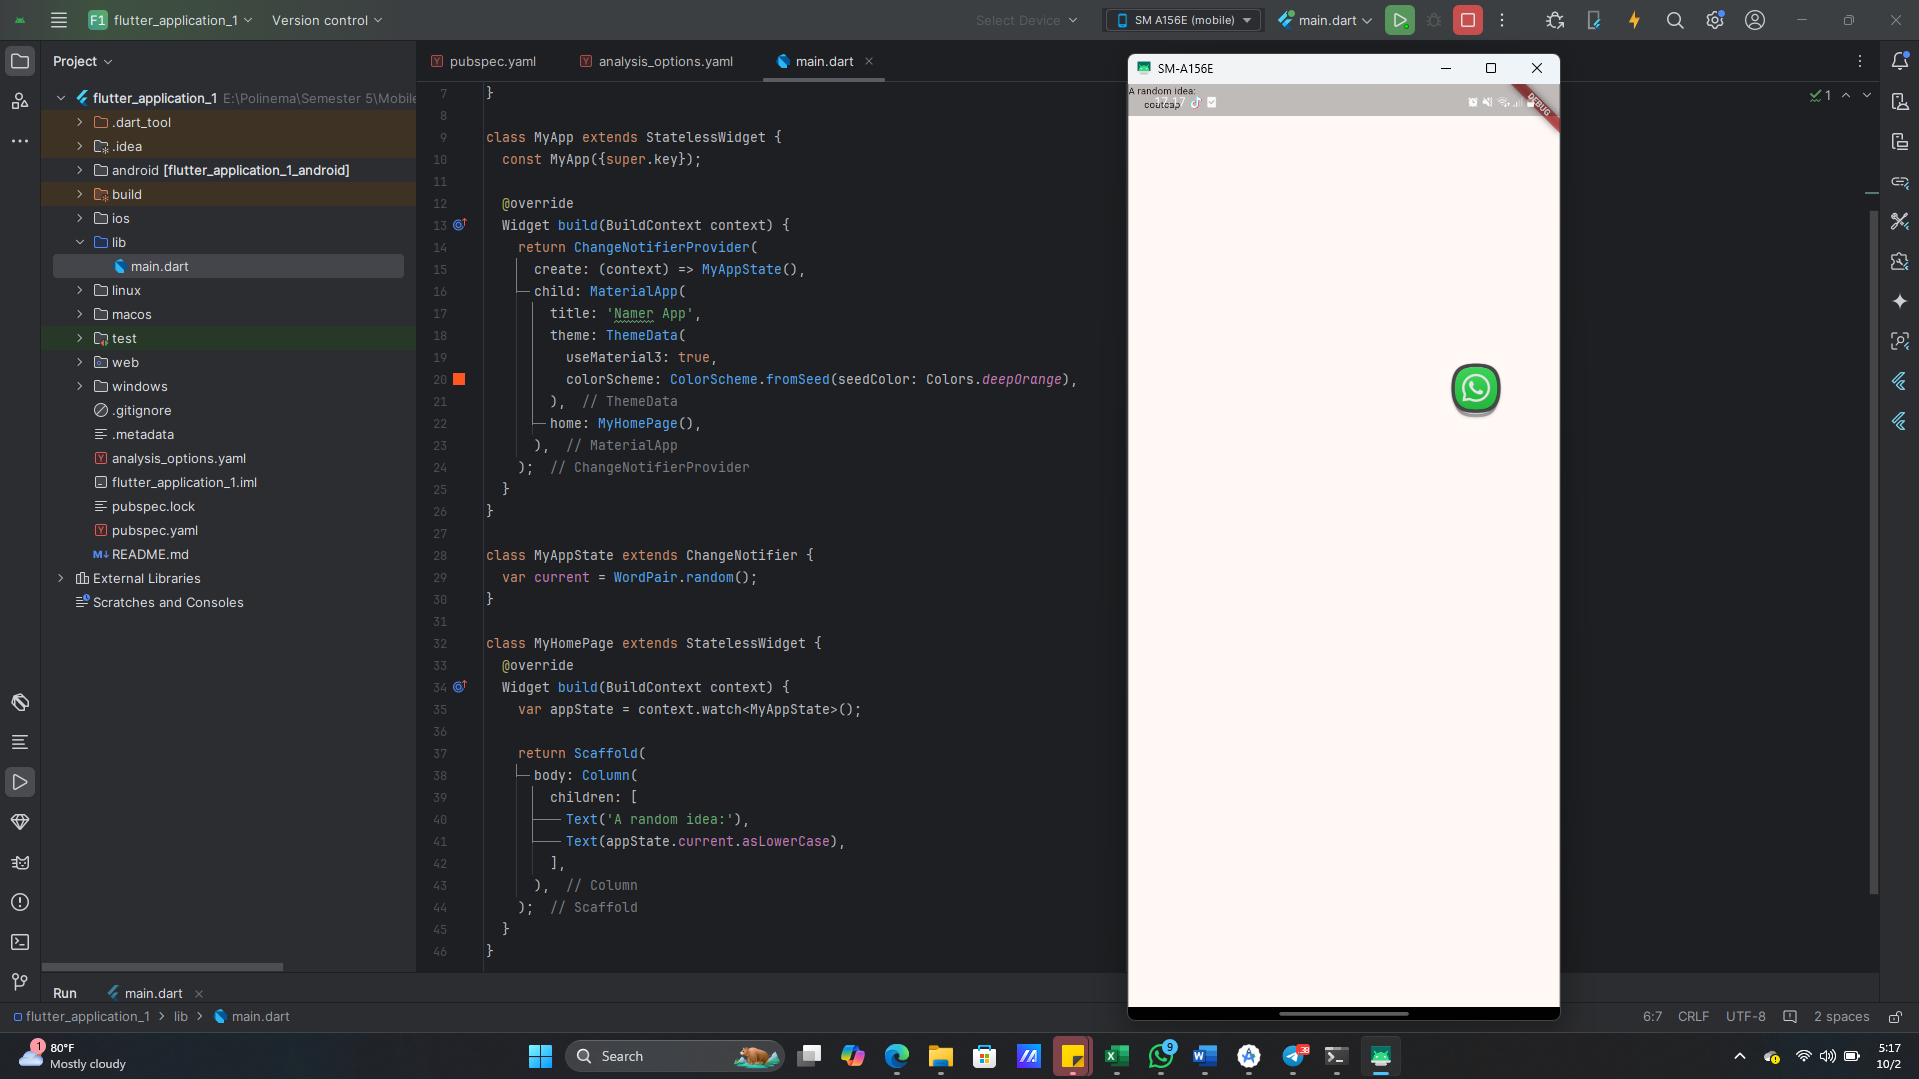 F1 flutter_application_1 Version control Select Device SM A156E (mobile) main.dart
Project
pubspec.yaml analysis_options.yaml main.dart
flutter_application_1 E:\Polinema\Semester 5\Mobile
.dart_tool
.idea
android [flutter_application_1_android]
build
ios
lib
main.dart
linux
macos
test
web
windows
.gitignore
.metadata
analysis_options.yaml
flutter_application_1.iml
pubspec.lock
pubspec.yaml
README.md
External Libraries
Scratches and Consoles
7 }
8
9 class MyApp extends StatelessWidget {
10 const MyApp({super.key});
11
12 @override
13 Widget build(BuildContext context) {
14 return ChangeNotifierProvider(
15 create: (context) => MyAppState(),
16 child: MaterialApp(
17 title: 'Namer App',
18 theme: ThemeData(
19 useMaterial3: true,
20 colorScheme: ColorScheme.fromSeed(seedColor: Colors.deepOrange),
21 ), // ThemeData
22 home: MyHomePage(),
23 ), // MaterialApp
24 ); // ChangeNotifierProvider
25 }
26 }
27
28 class MyAppState extends ChangeNotifier {
29 var current = WordPair.random();
30 }
31
32 class MyHomePage extends StatelessWidget {
33 @override
34 Widget build(BuildContext context) {
35 var appState = context.watch<MyAppState>();
36
37 return Scaffold(
38 body: Column(
39 children: [
40 Text('A random idea:'),
41 Text(appState.current.asLowerCase),
42 ],
43 ), // Column
44 ); // Scaffold
45 }
46 }
1
SM-A156E
A random idea:
17.17
DEBUG
Run main.dart
flutter_application_1 > lib > main.dart 6:7 CRLF UTF-8 2 spaces
1 80°F
Mostly cloudy
Search
9
38
5:17
10/2